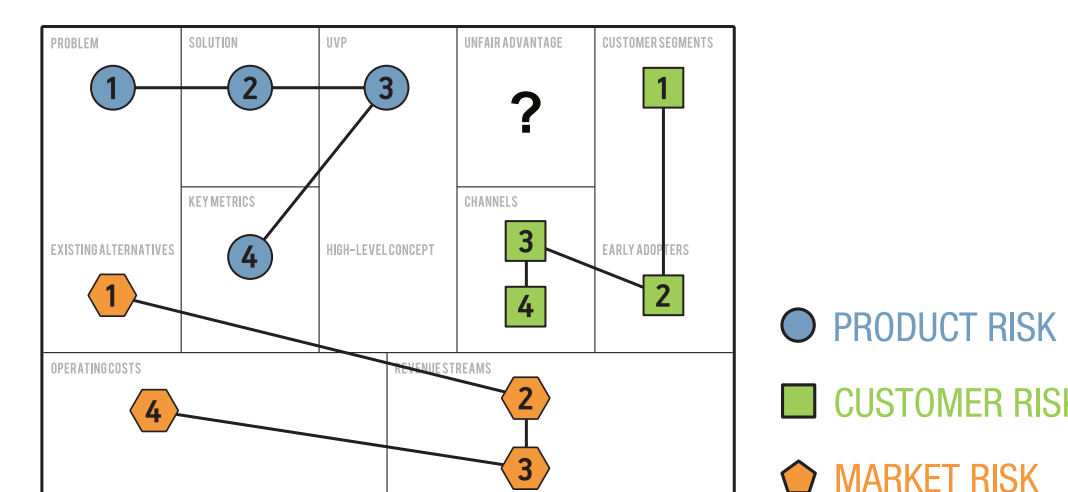 PROBLEM
SOLUTION
UVP
UNFAIR ADVANTAGE
CUSTOMER SEGMENTS
1
2
3
?
1
KEY METRICS
CHANNELS
EXISTING ALTERNATIVES
4
HIGH-LEVEL CONCEPT
3
EARLY ADOPTERS
1
4
2
OPERATING COSTS
REVENUE STREAMS
4
2
3
PRODUCT RISK
CUSTOMER RISK
MARKET RISK